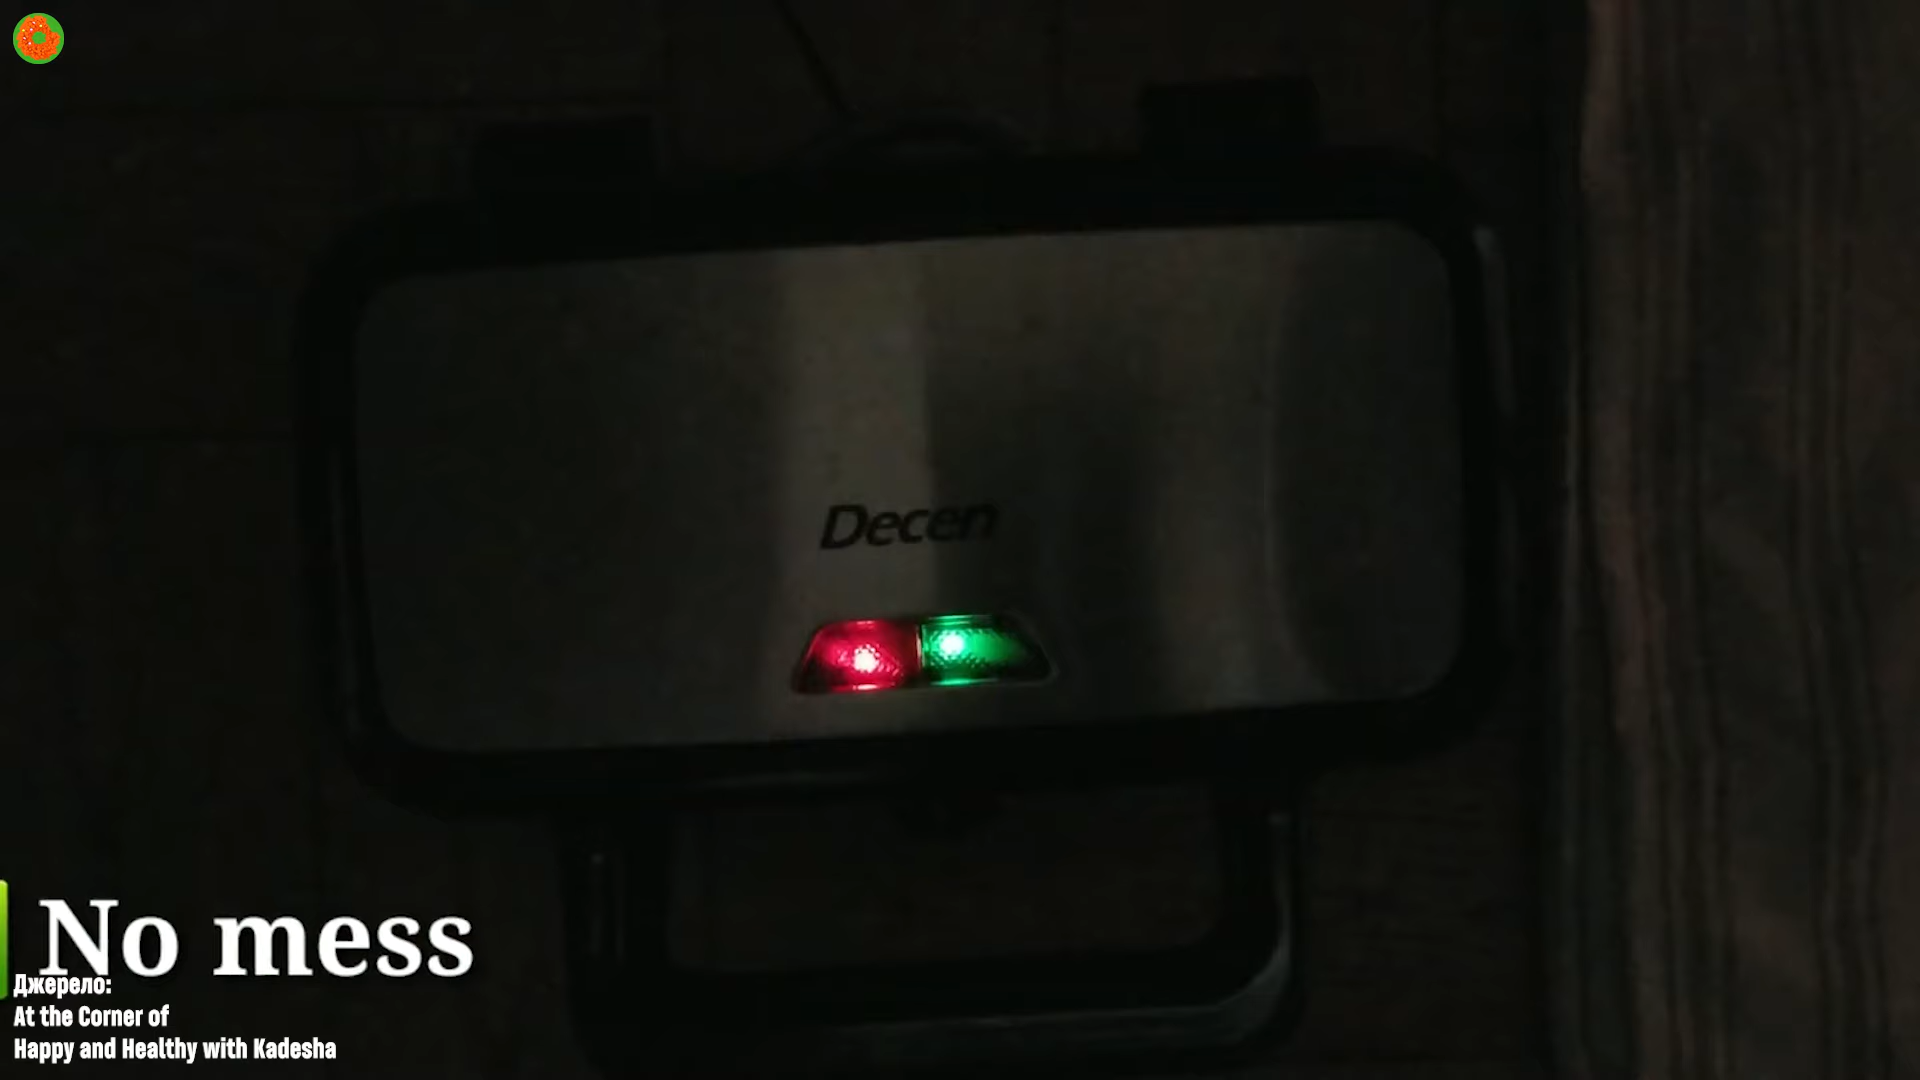 Decen
No mess
Джерело:
At the Corner of
Happy and Healthy with Kadesha